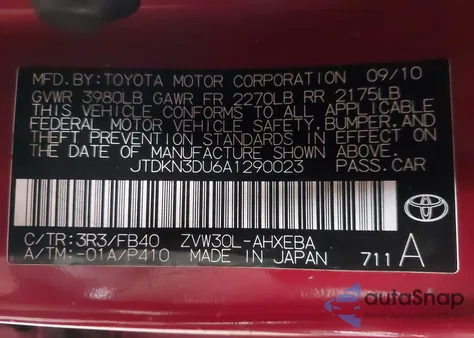 MFD.BY:TOYOTA MOTOR CORPORATION 09/10
GVWR 3980LB GAWR FR 2270LB RR 2175LB
THIS VEHICLE CONFORMS TO ALL APPLICABLE
FEDERAL MOTOR VEHICLE SAFETY,BUMPER,AND
THEFT PREVENTION STANDARDS IN EFFECT ON
THE DATE OF MANUFACTURE SHOWN ABOVE.
JTDKN3DU6A1290023 PASS.CAR
C/TR:3R3/FB40 ZVW30L-AHXEBA
A/TM:-01A/P410 MADE IN JAPAN 711 A
TOYOTA
autoSnap